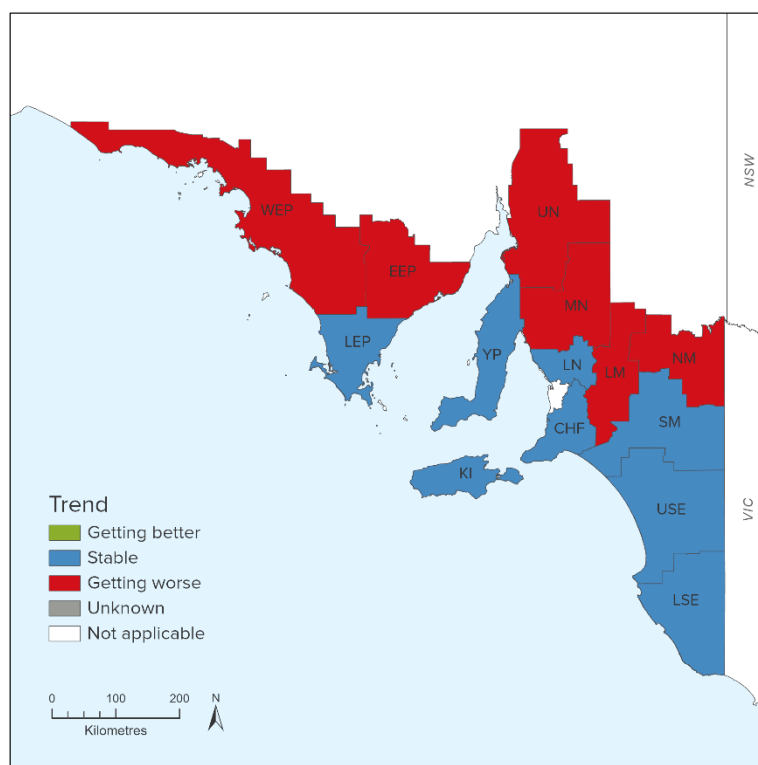 NSW
UN
WEP
EEP
MN
LEP
YP
LN
LM
NM
CHF
SM
KI
USE
VIC
LSE
Trend
Getting better
Stable
Getting worse
Unknown
Not applicable
0 100 200
N
Kilometres